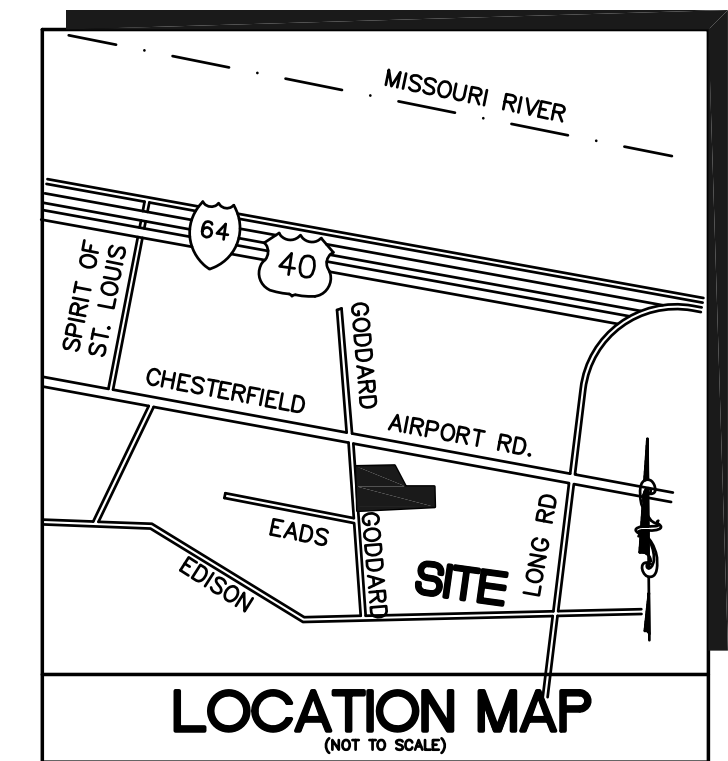 MISSOURI RIVER
64
40
SPIRIT OF
ST. LOUIS
GODDARD
CHESTERFIELD
AIRPORT RD.
EADS
GODDARD
LONG RD
EDISON
SITE
LOCATION MAP
(NOT TO SCALE)